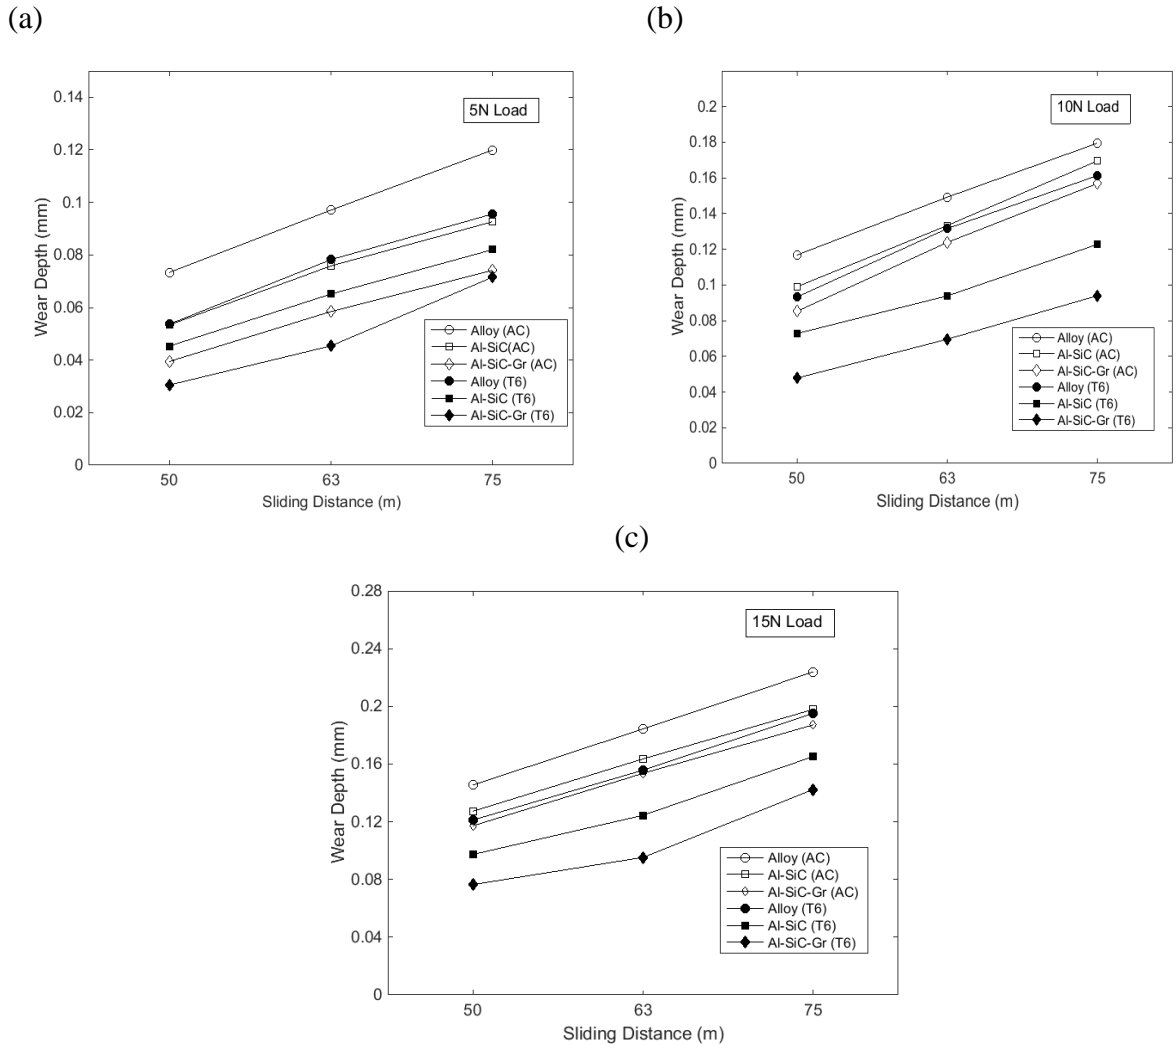 (a)
0.14
0.12
0.1
0.08
0.06
0.04
0.02
0
Wear Depth (mm)
5N Load
Alloy (AC)
Al-SiC(AC)
Al-SiC-Gr (AC)
Alloy (T6)
Al-SiC (T6)
Al-SiC-Gr (T6)
50 63 75
Sliding Distance (m)
(b)
0.2
0.18
0.16
0.14
0.12
0.1
0.08
0.06
0.04
0.02
0
Wear Depth (mm)
10N Load
Alloy (AC)
Al-SiC (AC)
Al-SiC-Gr (AC)
Alloy (T6)
Al-SiC (T6)
Al-SiC-Gr (T6)
50 63 75
Sliding Distance (m)
(c)
0.28
0.24
0.2
0.16
0.12
0.08
0.04
0
Wear Depth (mm)
15N Load
Alloy (AC)
Al-SiC (AC)
Al-SiC-Gr (AC)
Alloy (T6)
Al-SiC (T6)
Al-SiC-Gr (T6)
50 63 75
Sliding Distance (m)